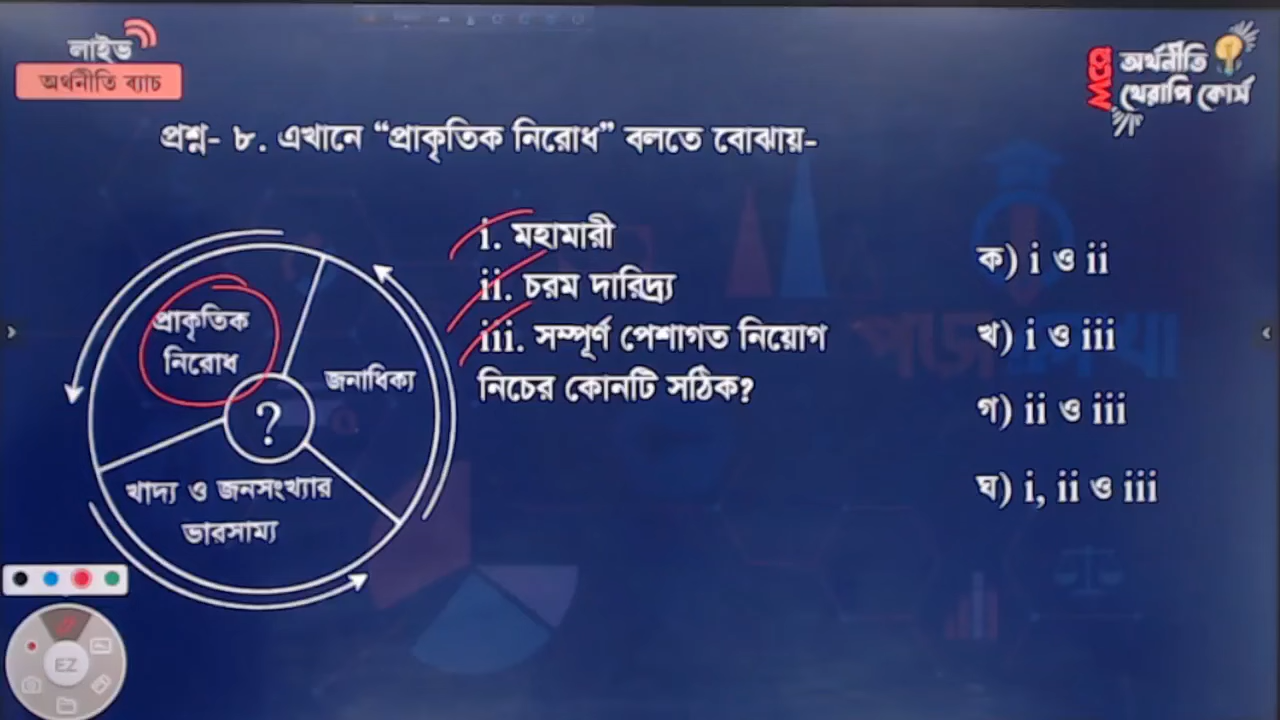 লাইভ
অর্থনীতি ব্যাচ
MCQ
অর্থনীতি
থেরাপি কোর্স
প্রশ্ন- ৮. এখানে “প্রাকৃতিক নিরোধ” বলতে বোঝায়-
i. মহামারী
ii. চরম দারিদ্র্য
iii. সম্পূর্ণ পেশাগত নিয়োগ
নিচের কোনটি সঠিক?
ক) i ও ii
খ) i ও iii
গ) ii ও iii
ঘ) i, ii ও iii
প্রাকৃতিক
নিরোধ
জনাধিক্য
?
খাদ্য ও জনসংখ্যার
ভারসাম্য
EZ